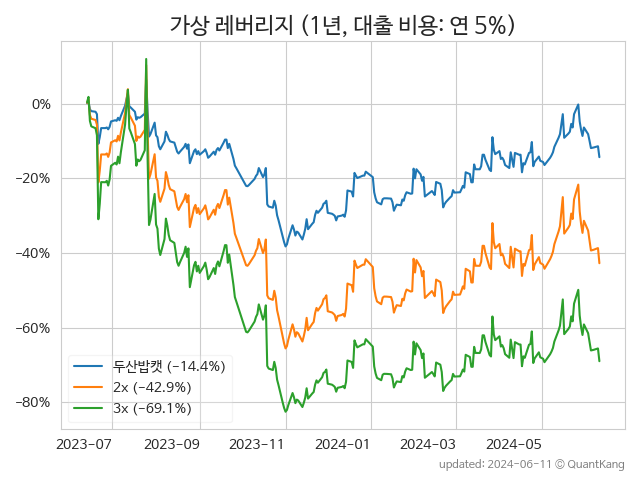 가상 레버리지 (1년, 대출 비용: 연 5%)
0%
−20%
−40%
−60%
−80%
두산밥캣 (−14.4%)
2x (−42.9%)
3x (−69.1%)
2023-07 2023-09 2023-11 2024-01 2024-03 2024-05
updated: 2024-06-11 © QuantKang